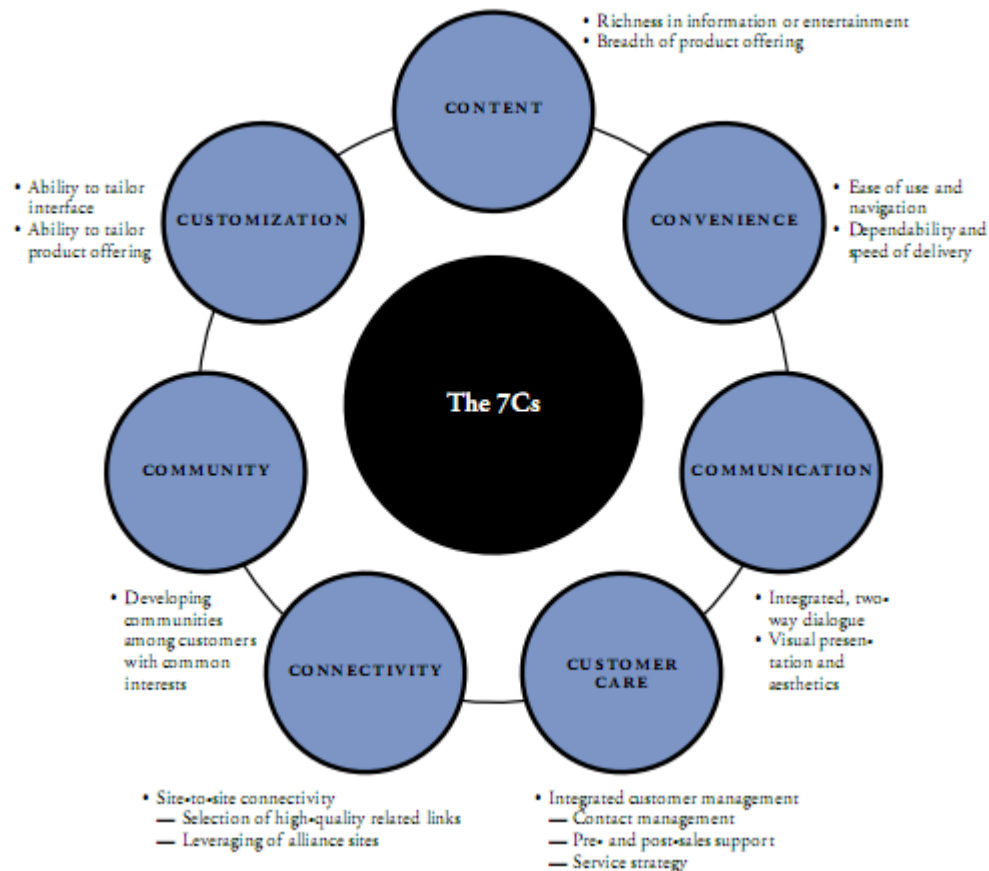 • Richness in information or entertainment
• Breadth of product offering
CONTENT
• Ability to tailor
interface
• Ability to tailor
product offering
CUSTOMIZATION
CONVENIENCE
• Ease of use and
navigation
• Dependability and
speed of delivery
The 7Cs
COMMUNITY
COMMUNICATION
• Developing
communities
among customers
with common
interests
• Integrated, two-
way dialogue
• Visual presen-
tation and
aesthetics
CONNECTIVITY
CUSTOMER
CARE
• Site-to-site connectivity
— Selection of high-quality related links
— Leveraging of alliance sites
• Integrated customer management
— Contact management
— Pre- and post-sales support
— Service strategy